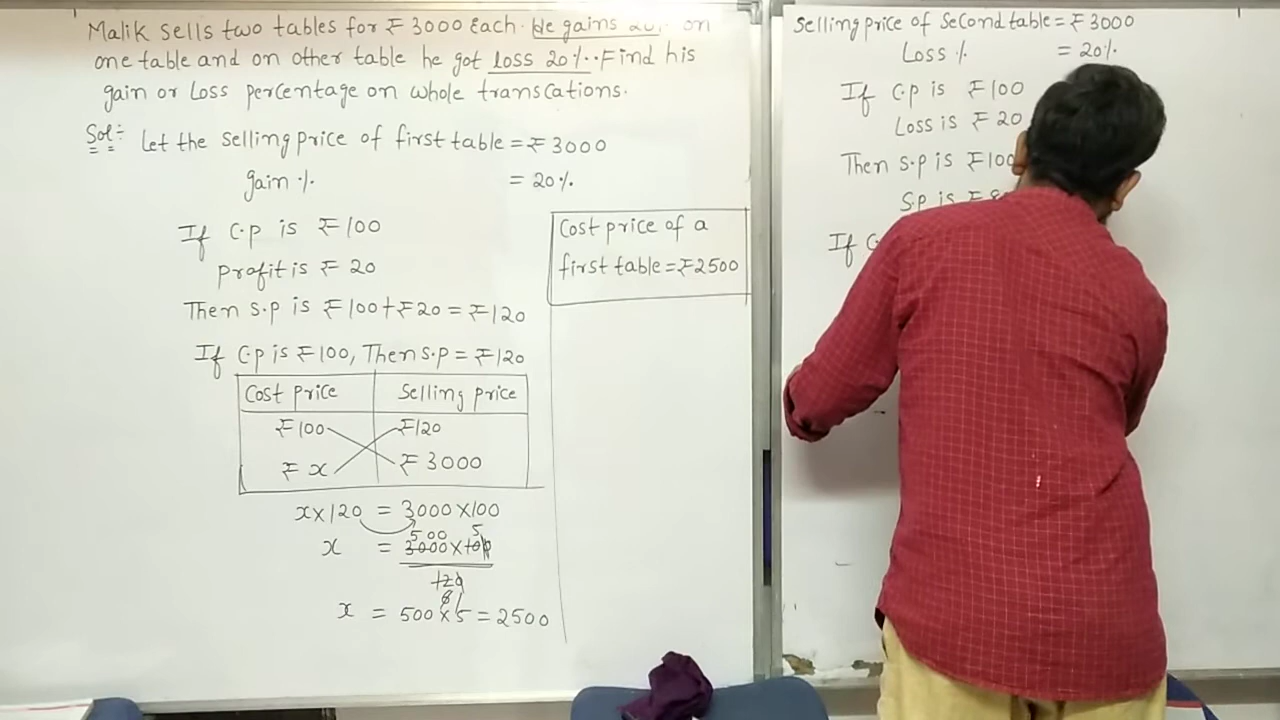 Malik sells two tables for ₹ 3000 each. He gains 20% on
one table and on other table he got loss 20%. Find his
gain or Loss percentage on whole transcations.
Sol:- Let the selling price of first table = ₹ 3000
gain % = 20%
If C.p is ₹ 100
profit is ₹ 20
Then S.p is ₹ 100 + ₹ 20 = ₹ 120
If C.p is ₹ 100, Then S.p = ₹ 120
Cost price Selling price
₹ 100 ₹ 120
₹ x ₹ 3000
x × 120 = 3000 × 100
500 5
x = 3000 × 100
120
6
x = 500 × 5 = 2500
Cost price of a
first table = ₹ 2500
Selling price of Second table = ₹ 3000
Loss % = 20%
If C.p is ₹ 100
Loss is ₹ 20
Then S.p is ₹ 100
S.p is ₹
If